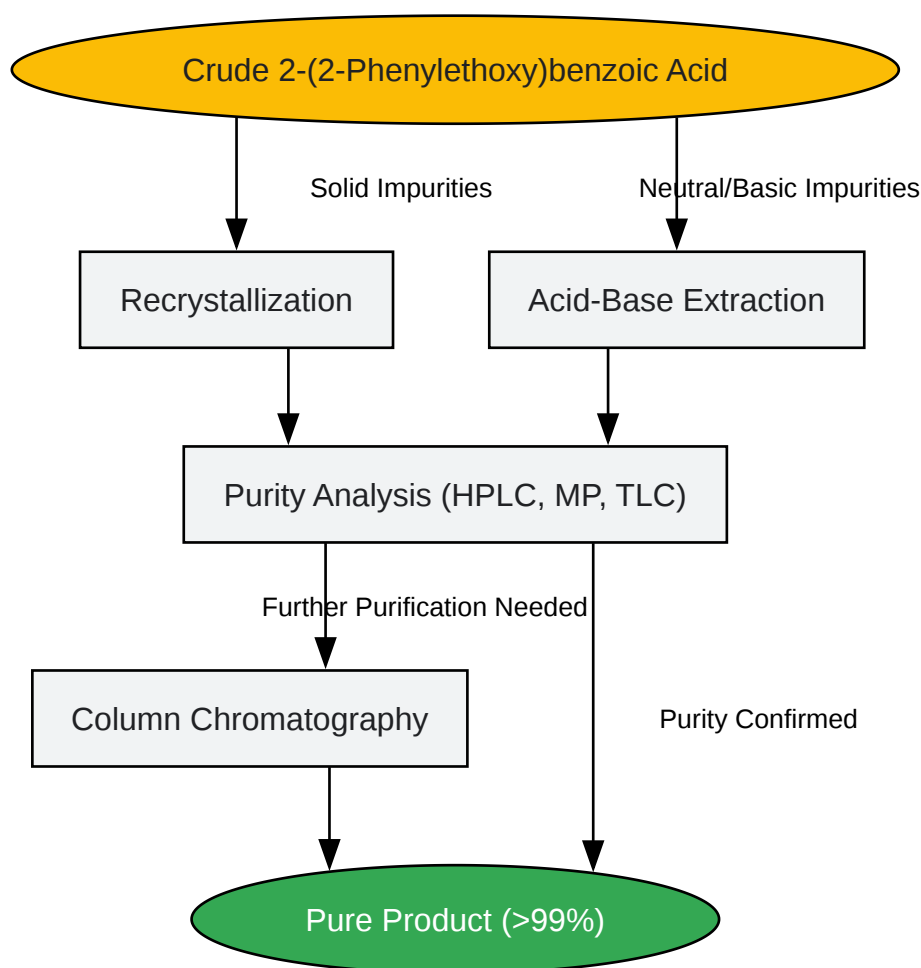 Crude 2-(2-Phenylethoxy)benzoic Acid
Solid Impurities
Neutral/Basic Impurities
Recrystallization
Acid-Base Extraction
Purity Analysis (HPLC, MP, TLC)
Further Purification Needed
Column Chromatography
Purity Confirmed
Pure Product (>99%)